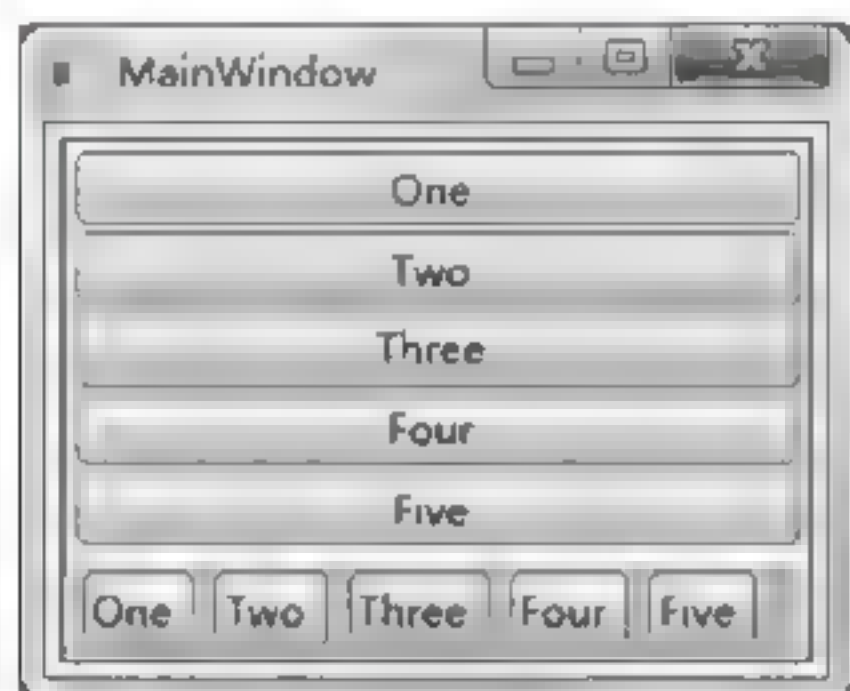 MainWindow
One
Two
Three
Four
Five
One Two Three Four Five